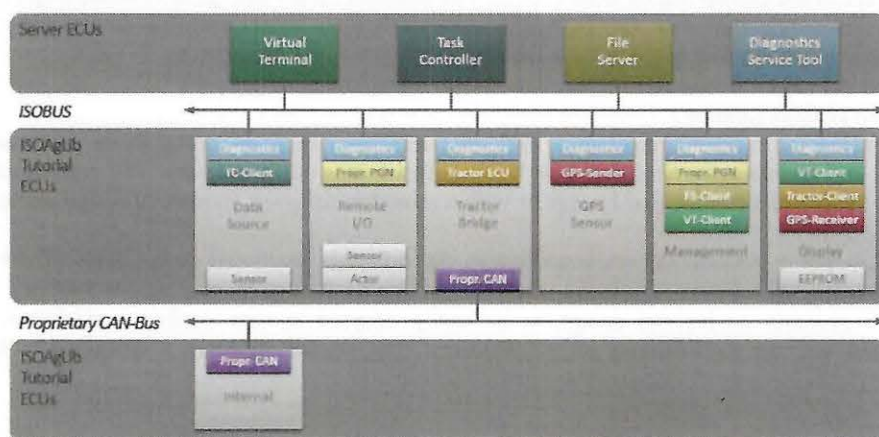 Server ECUs
Virtual
Terminal
Task
Controller
File
Server
Diagnostics
Service Tool
ISOBUS
ISOAgLib
Tutorial
ECUs
Diagnostics
TC-Client
Data
Source
Sensor
Diagnostics
Propr. PGN
Remote
I/O
Sensor
Actor
Diagnostics
Tractor ECU
Tractor
Bridge
Propr. CAN
Diagnostics
GPS-Sender
GPS
Sensor
Diagnostics
Propr. PGN
FS-Client
VT-Client
Management
Diagnostics
VT-Client
Tractor-Client
GPS-Receiver
Display
EEPROM
Proprietary CAN-Bus
ISOAgLib
Tutorial
ECUs
Propr. CAN
Internal